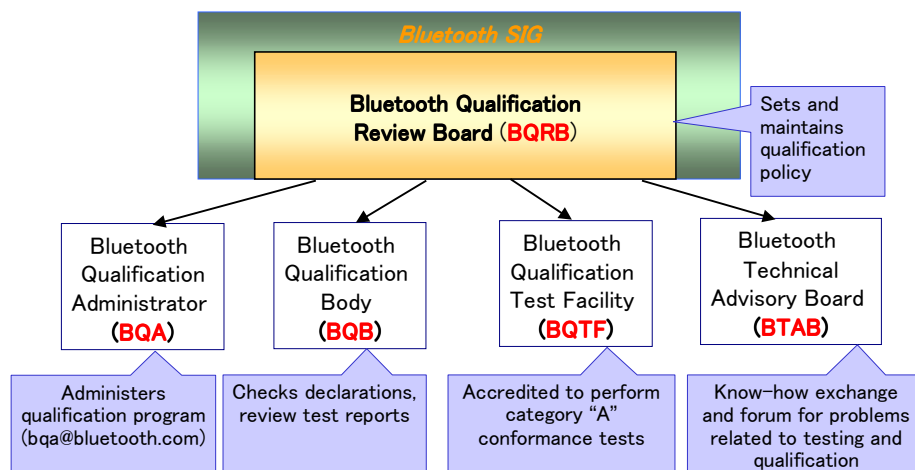 Bluetooth SIG
Bluetooth Qualification
Review Board (BQRB)
Sets and
maintains
qualification
policy
Bluetooth
Qualification
Administrator
(BQA)
Bluetooth
Qualification
Body
(BQB)
Bluetooth
Qualification
Test Facility
(BQTF)
Bluetooth
Technical
Advisory Board
(BTAB)
Administers
qualification program
(bqa@bluetooth.com)
Checks declarations,
review test reports
Accredited to perform
category “A”
conformance tests
Know-how exchange
and forum for problems
related to testing and
qualification